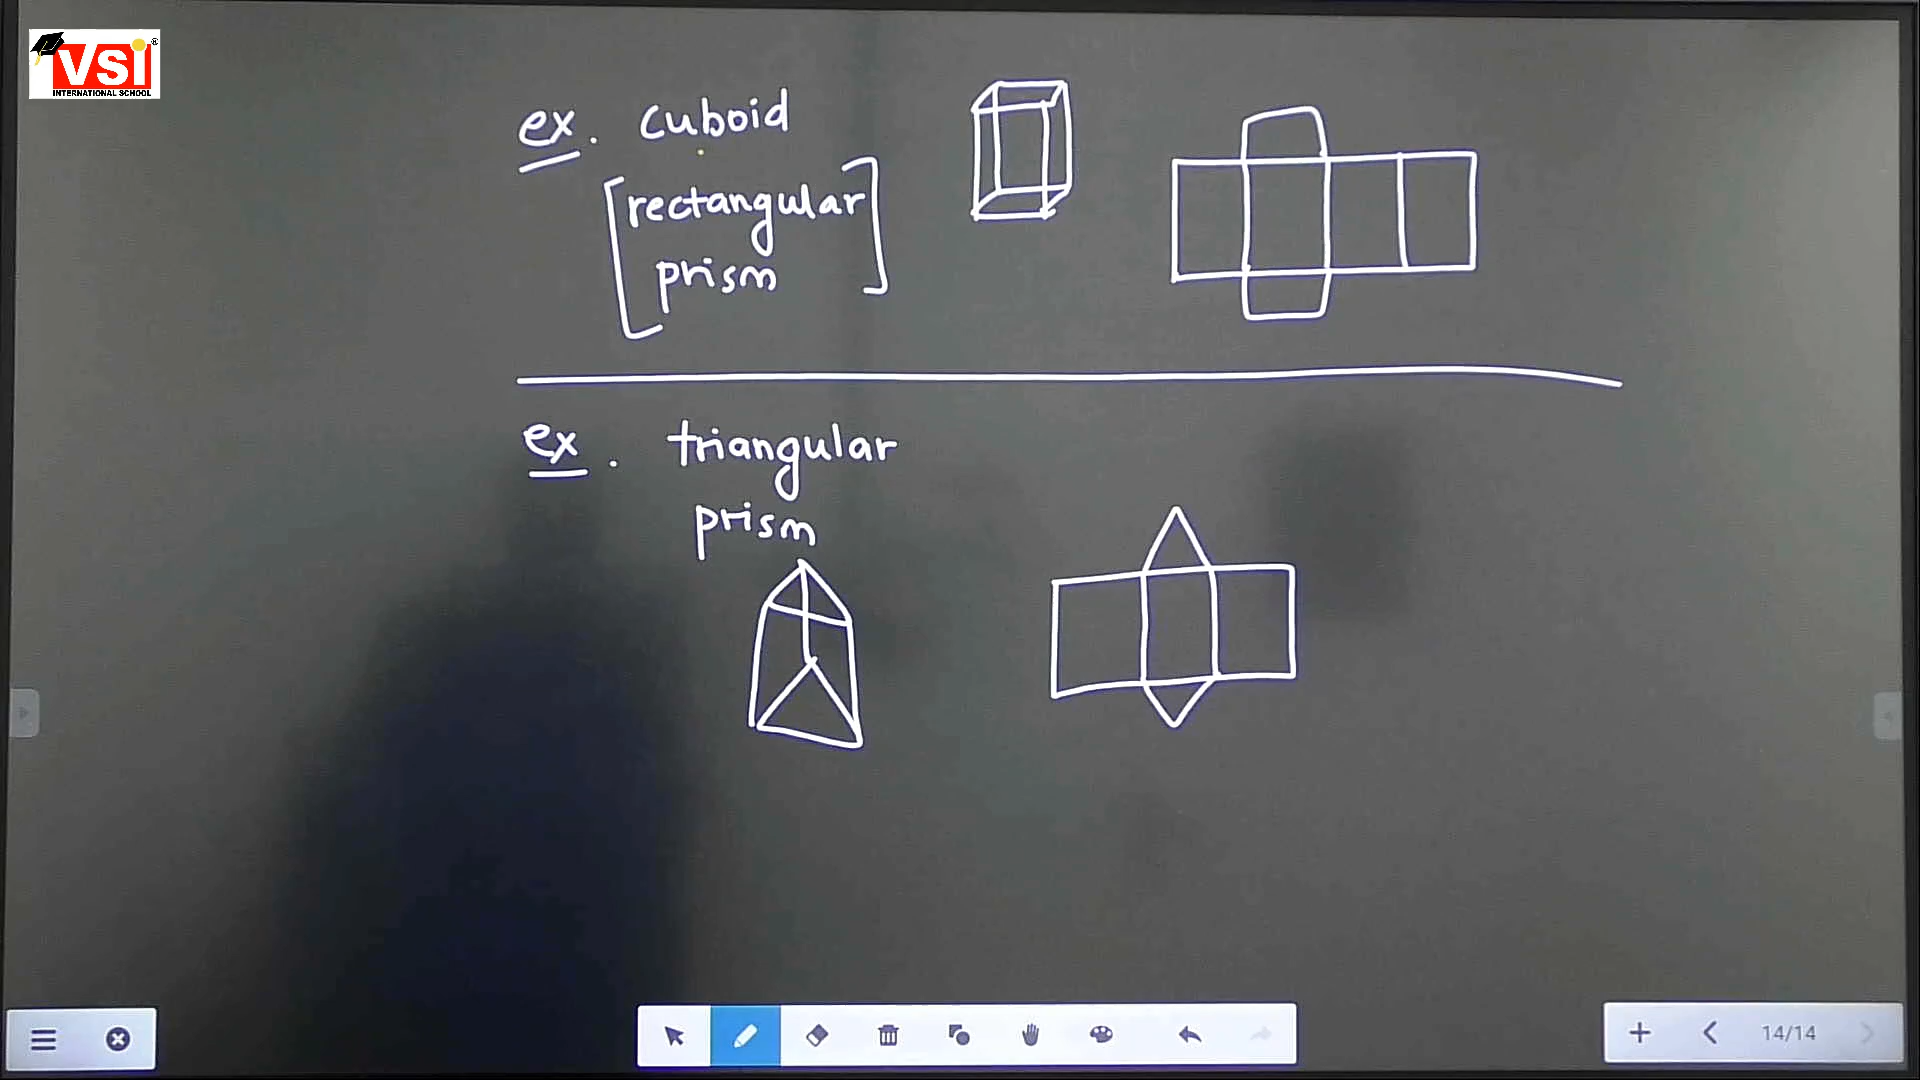 VSI
INTERNATIONAL SCHOOL
ex. cuboid
[rectangular
prism]
ex. triangular
prism
14/14